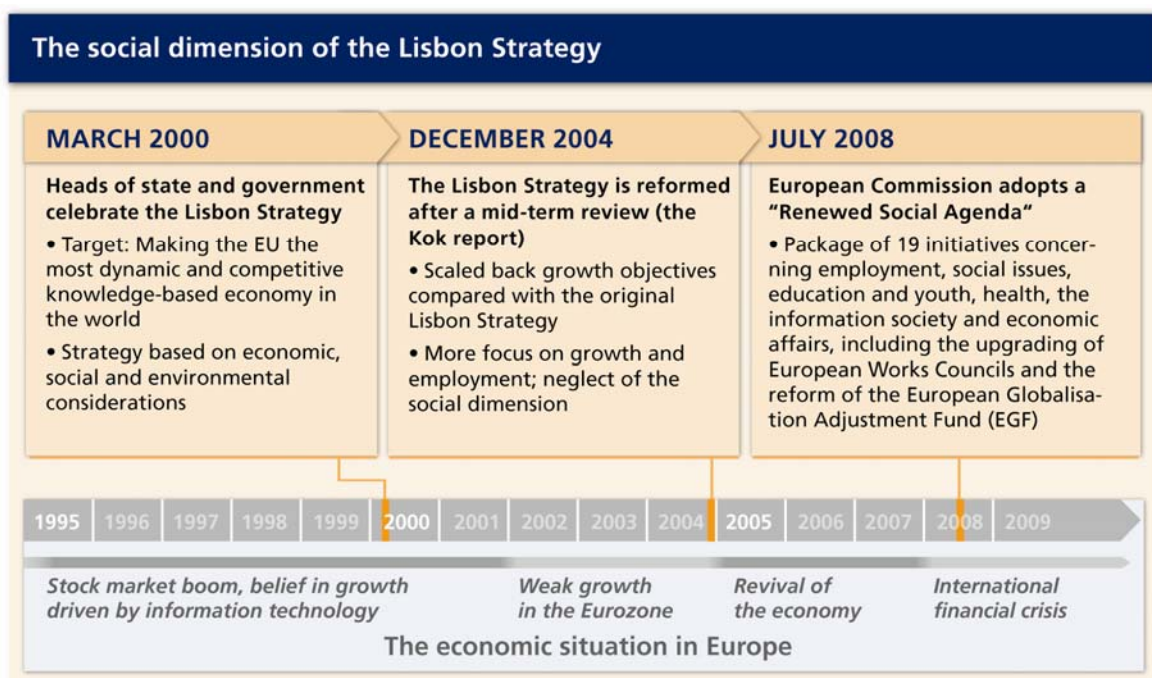 The social dimension of the Lisbon Strategy
MARCH 2000
Heads of state and government
celebrate the Lisbon Strategy
• Target: Making the EU the
most dynamic and competitive
knowledge-based economy in
the world
• Strategy based on economic,
social and environmental
considerations
DECEMBER 2004
The Lisbon Strategy is reformed
after a mid-term review (the
Kok report)
• Scaled back growth objectives
compared with the original
Lisbon Strategy
• More focus on growth and
employment; neglect of the
social dimension
JULY 2008
European Commission adopts a
“Renewed Social Agenda“
• Package of 19 initiatives concer-
ning employment, social issues,
education and youth, health, the
information society and economic
affairs, including the upgrading of
European Works Councils and the
reform of the European Globalisa-
tion Adjustment Fund (EGF)
1995 1996 1997 1998 1999 2000 2001 2002 2003 2004 2005 2006 2007 2008 2009
Stock market boom, belief in growth
driven by information technology
Weak growth
in the Eurozone
Revival of
the economy
International
financial crisis
The economic situation in Europe